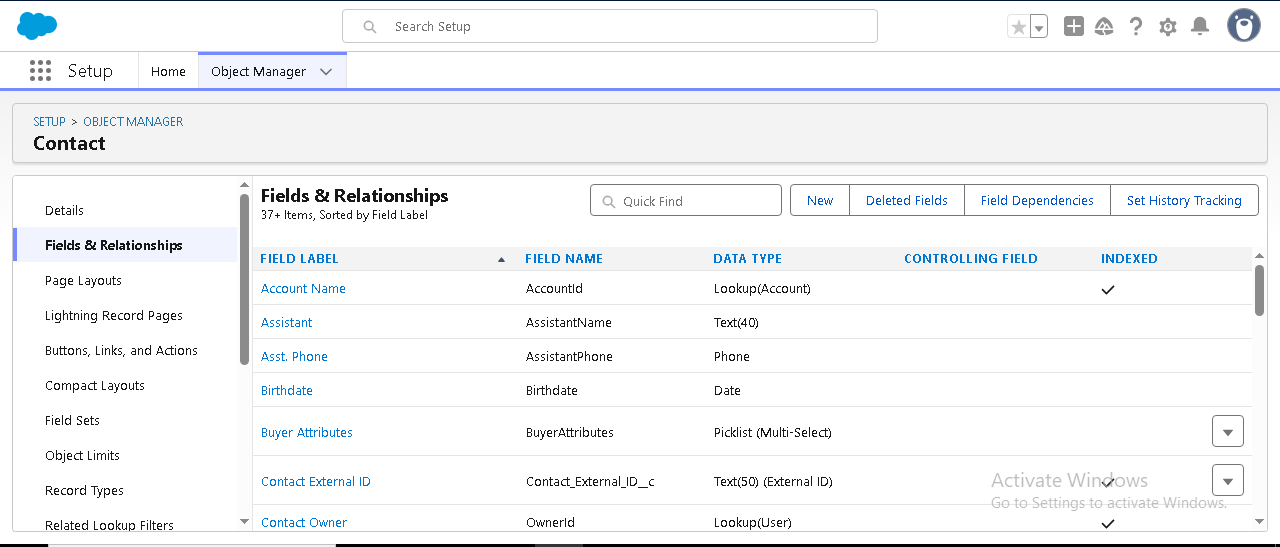 Search Setup
Setup
Home
Object Manager
SETUP > OBJECT MANAGER
Contact
Details
Fields & Relationships
Page Layouts
Lightning Record Pages
Buttons, Links, and Actions
Compact Layouts
Field Sets
Object Limits
Record Types
Related Lookup Filters
Fields & Relationships
37+ Items, Sorted by Field Label
Quick Find
New
Deleted Fields
Field Dependencies
Set History Tracking
FIELD LABEL FIELD NAME DATA TYPE CONTROLLING FIELD INDEXED
Account Name AccountId Lookup(Account)
Assistant AssistantName Text(40)
Asst. Phone AssistantPhone Phone
Birthdate Birthdate Date
Buyer Attributes BuyerAttributes Picklist (Multi-Select)
Contact External ID Contact_External_ID__c Text(50) (External ID)
Contact Owner OwnerId Lookup(User)
Activate Windows
Go to Settings to activate Windows.